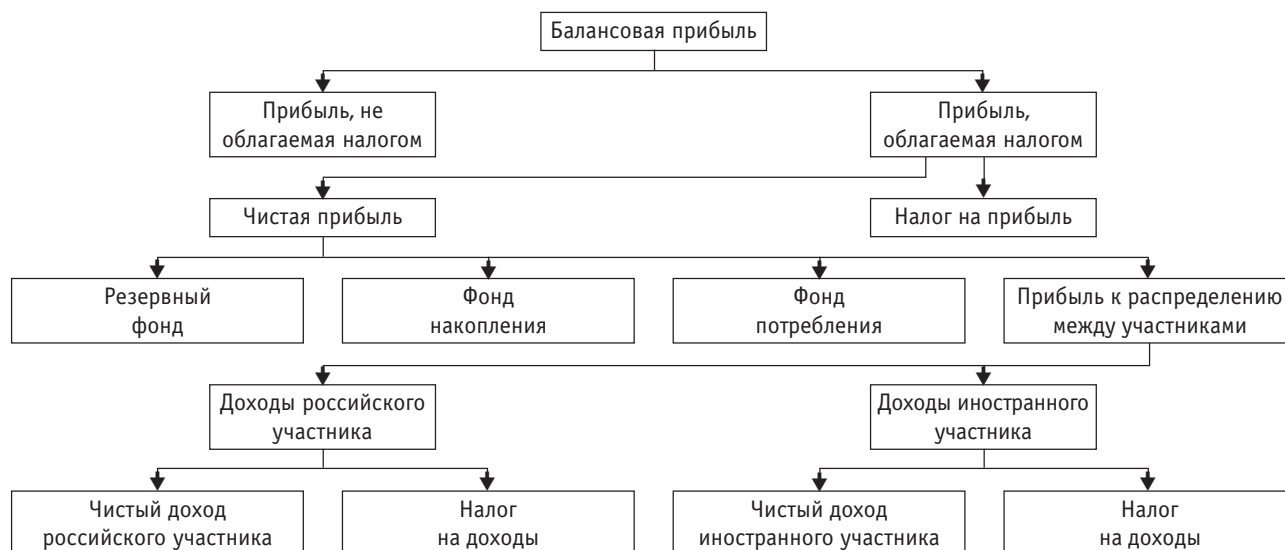 Балансовая прибыль
Прибыль, не
облагаемая налогом
Прибыль,
облагаемая налогом
Чистая прибыль
Налог на прибыль
Резервный
фонд
Фонд
накопления
Фонд
потребления
Прибыль к распределению
между участниками
Доходы российского
участника
Доходы иностранного
участника
Чистый доход
российского участника
Налог
на доходы
Чистый доход
иностранного участника
Налог
на доходы